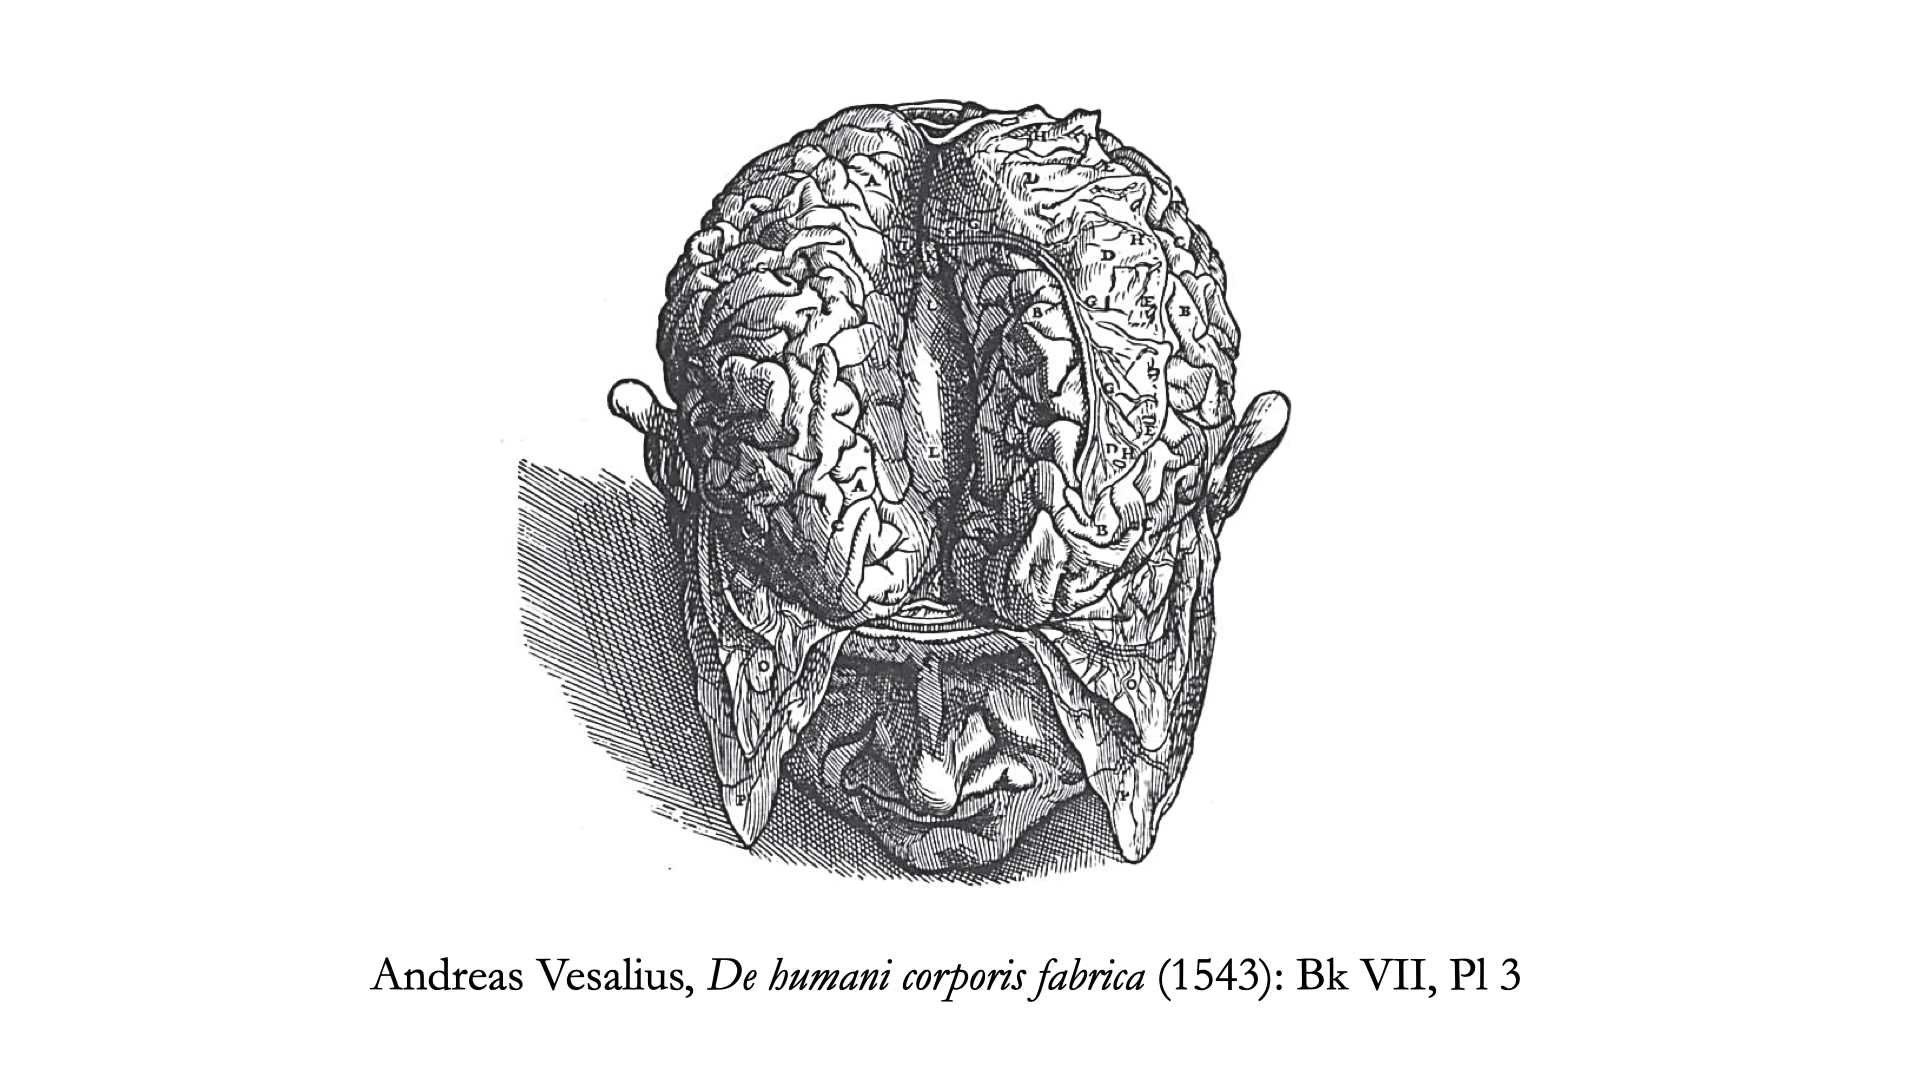 A
H
D
H
C
D
C
G
E
B
B
G
L
E
D H
A
C
B C
O
O
P
P
Andreas Vesalius, De humani corporis fabrica (1543): Bk VII, Pl 3